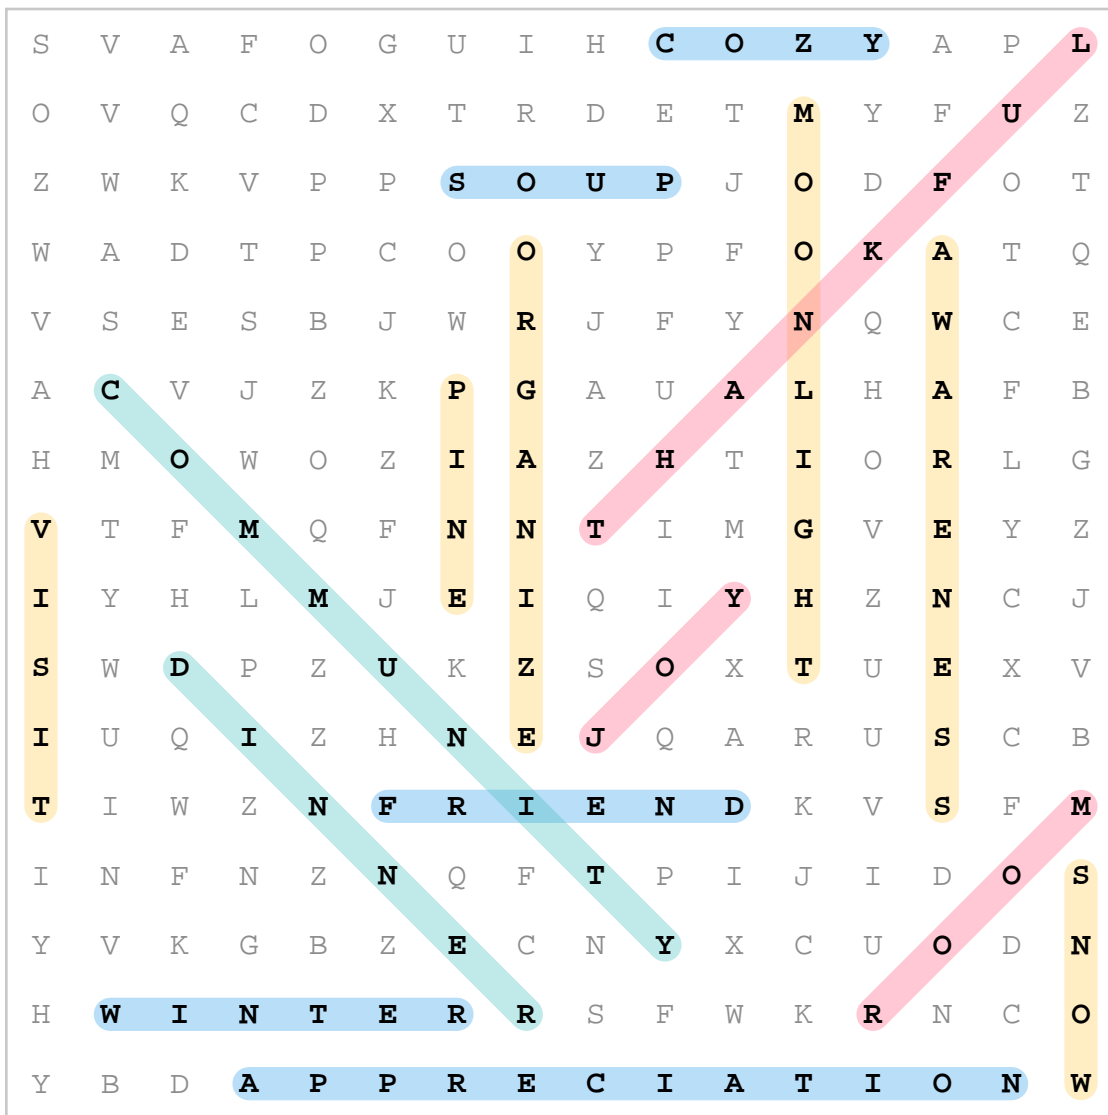 S V A F O G U I H C O Z Y A P L
O V Q C D X T R D E T M Y F U Z
Z W K V P P S O U P J O D F O T
W A D T P C O O Y P F O K A T Q
V S E S B J W R J F Y N Q W C E
A C V J Z K P G A U A L H A F B
H M O W O Z I A Z H T I O R L G
V T F M Q F N N T I M G V E Y Z
I Y H L M J E I Q I Y H Z N C J
S W D P Z U K Z S O X T U E X V
I U Q I Z H N E J Q A R U S C B
T I W Z N F R I E N D K V S F M
I N F N Z N Q F T P I J I D O S
Y V K G B Z E C N Y X C U O D N
H W I N T E R R S F W K R N C O
Y B D A P P R E C I A T I O N W